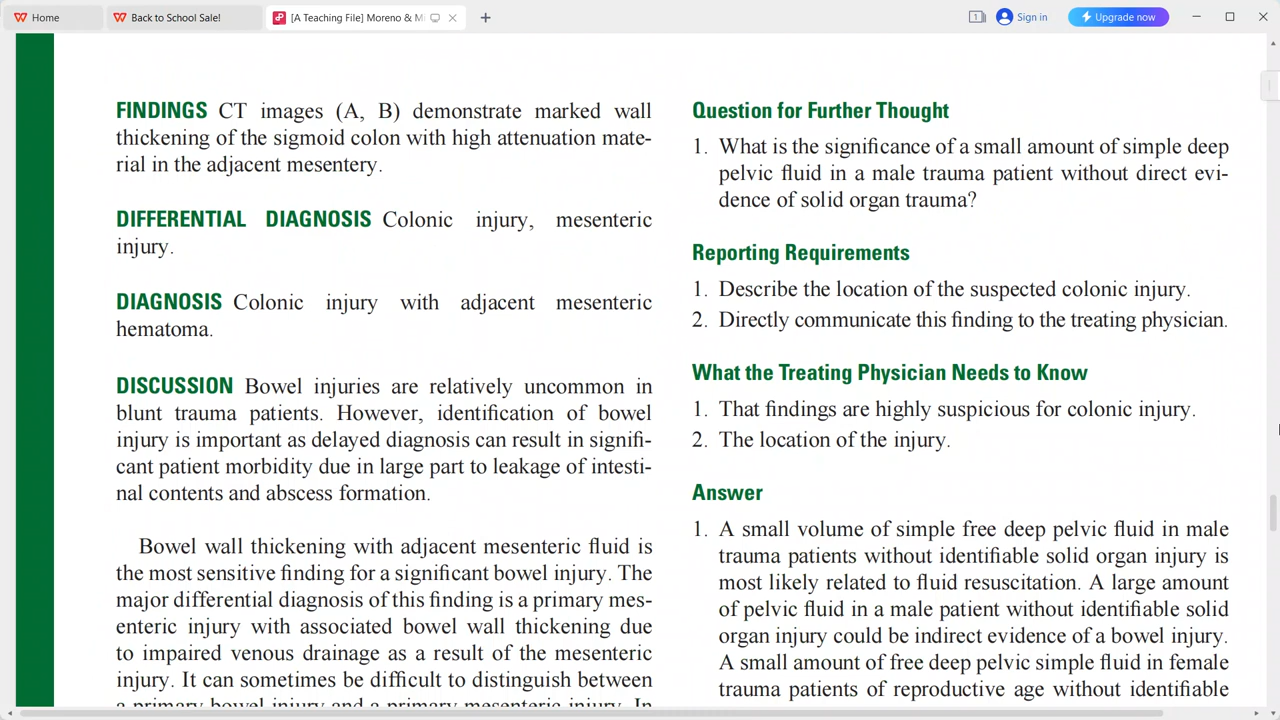 Home
Back to School Sale!
[A Teaching File] Moreno & Mi
1
Sign in
Upgrade now
FINDINGS CT images (A, B) demonstrate marked wall
thickening of the sigmoid colon with high attenuation mate-
rial in the adjacent mesentery.
DIFFERENTIAL DIAGNOSIS Colonic injury, mesenteric
injury.
DIAGNOSIS Colonic injury with adjacent mesenteric
hematoma.
DISCUSSION Bowel injuries are relatively uncommon in
blunt trauma patients. However, identification of bowel
injury is important as delayed diagnosis can result in signifi-
cant patient morbidity due in large part to leakage of intesti-
nal contents and abscess formation.
Bowel wall thickening with adjacent mesenteric fluid is
the most sensitive finding for a significant bowel injury. The
major differential diagnosis of this finding is a primary mes-
enteric injury with associated bowel wall thickening due
to impaired venous drainage as a result of the mesenteric
injury. It can sometimes be difficult to distinguish between
a primary bowel injury and a primary mesenteric injury. In
Question for Further Thought
1. What is the significance of a small amount of simple deep
pelvic fluid in a male trauma patient without direct evi-
dence of solid organ trauma?
Reporting Requirements
1. Describe the location of the suspected colonic injury.
2. Directly communicate this finding to the treating physician.
What the Treating Physician Needs to Know
1. That findings are highly suspicious for colonic injury.
2. The location of the injury.
Answer
1. A small volume of simple free deep pelvic fluid in male
trauma patients without identifiable solid organ injury is
most likely related to fluid resuscitation. A large amount
of pelvic fluid in a male patient without identifiable solid
organ injury could be indirect evidence of a bowel injury.
A small amount of free deep pelvic simple fluid in female
trauma patients of reproductive age without identifiable